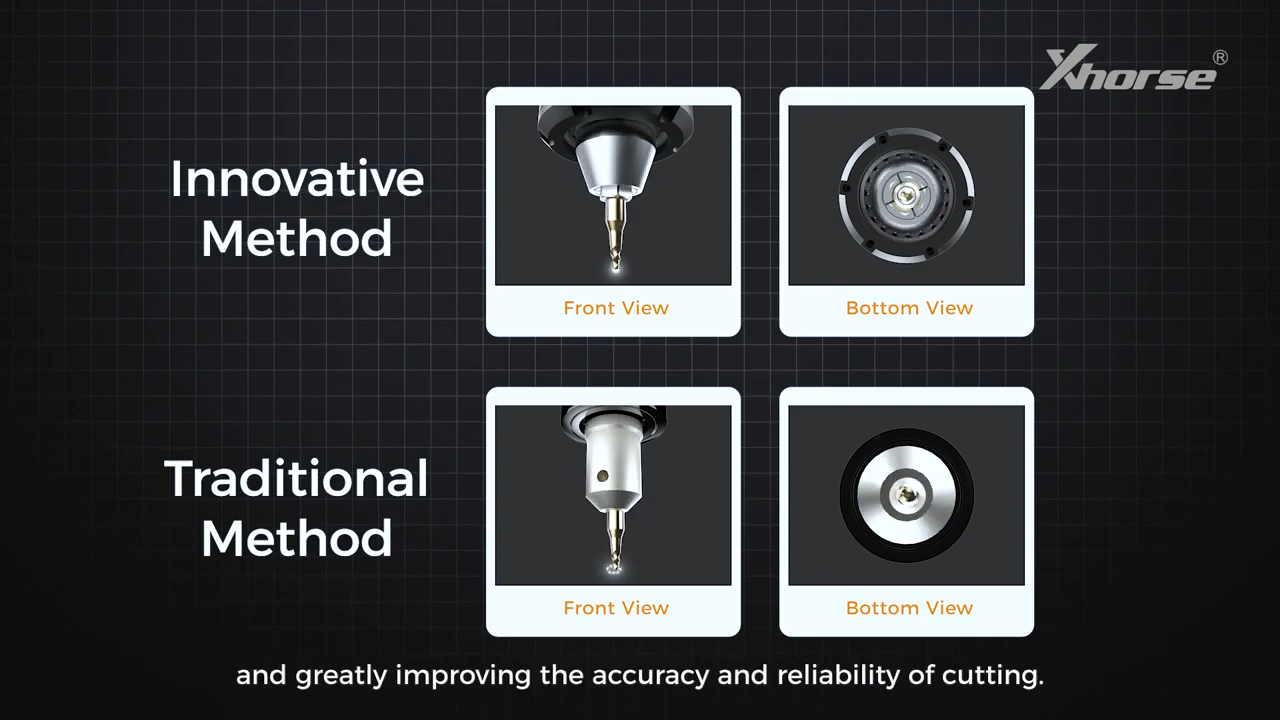 Xhorse®
Innovative
Method
Front View
Bottom View
Traditional
Method
Front View
Bottom View
and greatly improving the accuracy and reliability of cutting.